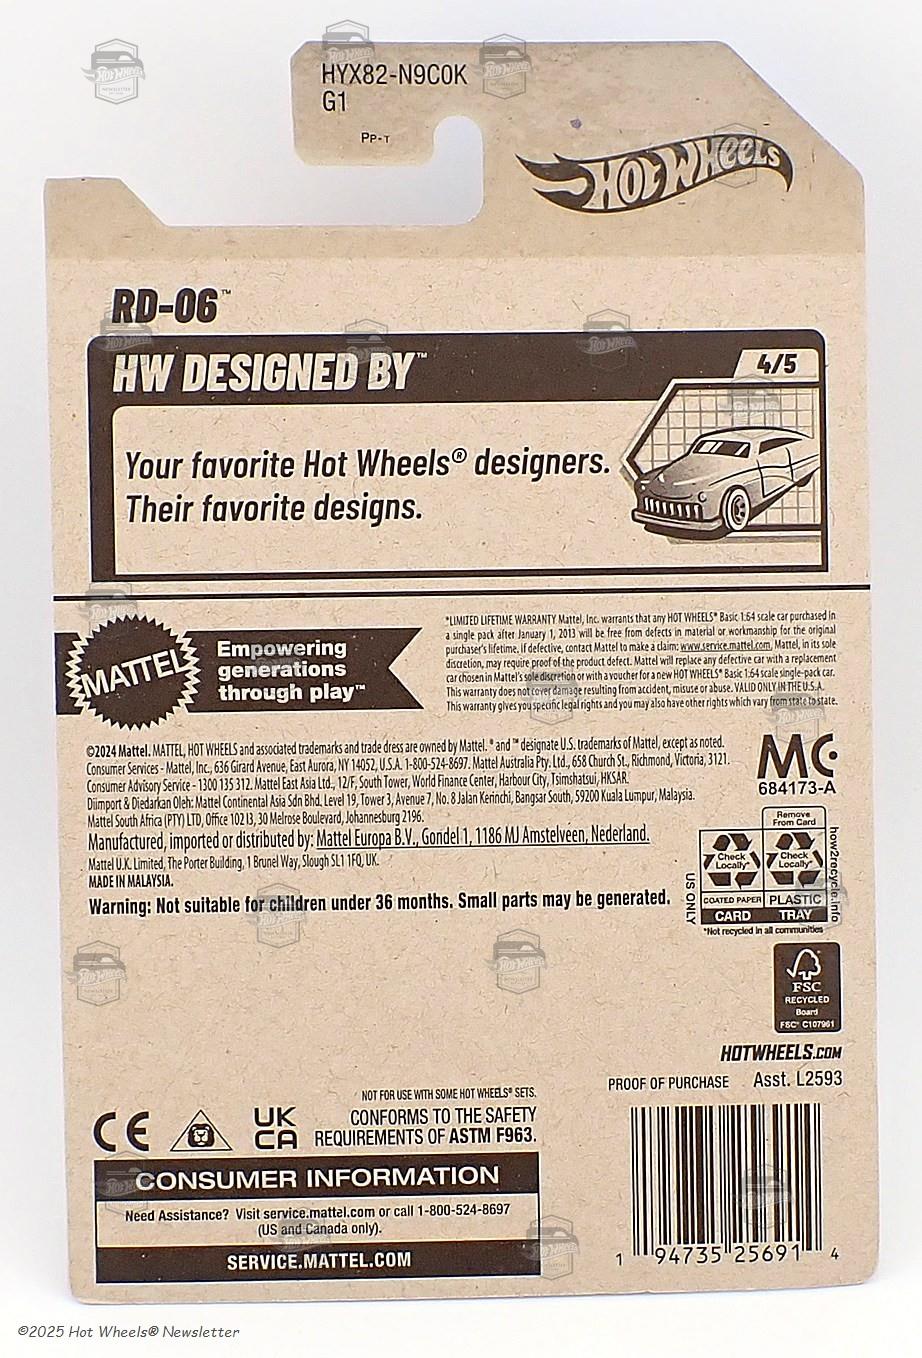 HYX82-N9C0K
G1
PP-T
HOT WHEELS
RD-06™
HW DESIGNED BY™
4/5
Your favorite Hot Wheels® designers.
Their favorite designs.
MATTEL
Empowering
generations
through play™
*LIMITED LIFETIME WARRANTY Mattel, Inc. warrants that any HOT WHEELS® Basic 1:64 scale car purchased in
a single pack after January 1, 2013 will be free from defects in material or workmanship for the original
purchaser's lifetime. If defective, contact Mattel to make a claim: www.service.mattel.com, Mattel, in its sole
discretion, may require proof of the product defect. Mattel will replace any defective car with a replacement
car chosen in Mattel's sole discretion or with a voucher for a new HOT WHEELS® Basic 1:64 scale single-pack car.
This warranty does not cover damage resulting from accident, misuse or abuse. VALID ONLY IN THE U.S.A.
This warranty gives you specific legal rights and you may also have other rights which vary from state to state.
©2024 Mattel. MATTEL, HOT WHEELS and associated trademarks and trade dress are owned by Mattel. ® and ™ designate U.S. trademarks of Mattel, except as noted.
Consumer Services - Mattel, Inc., 636 Girard Avenue, East Aurora, NY 14052, U.S.A. 1-800-524-8697. Mattel Australia Pty. Ltd., 658 Church St., Richmond, Victoria, 3121.
Consumer Advisory Service - 1300 135 312. Mattel East Asia Ltd., 12/F, South Tower, World Finance Center, Harbour City, Tsimshatsui, HKSAR.
Diimport & Diedarkan Oleh: Mattel Continental Asia Sdn Bhd. Level 19, Tower 3, Avenue 7, No. 8 Jalan Kerinchi, Bangsar South, 59200 Kuala Lumpur, Malaysia.
Mattel South Africa (PTY) LTD, Office 102 I3, 30 Melrose Boulevard, Johannesburg 2196.
Manufactured, imported or distributed by: Mattel Europa B.V., Gondel 1, 1186 MJ Amstelveen, Nederland.
Mattel U.K. Limited, The Porter Building, 1 Brunel Way, Slough SL1 1FQ, UK.
MADE IN MALAYSIA.
Warning: Not suitable for children under 36 months. Small parts may be generated.
MC
684173-A
Remove
From Card
Check
Locally*
Check
Locally*
COATED PAPER
PLASTIC
CARD
TRAY
US ONLY
how2recycle.info
*Not recycled in all communities
FSC
RECYCLED
Board
FSC® C107961
HOTWHEELS.COM
PROOF OF PURCHASE
Asst. L2593
NOT FOR USE WITH SOME HOT WHEELS® SETS.
CE
UK
CA
CONFORMS TO THE SAFETY
REQUIREMENTS OF ASTM F963.
CONSUMER INFORMATION
Need Assistance? Visit service.mattel.com or call 1-800-524-8697
(US and Canada only).
SERVICE.MATTEL.COM
1 94735 25691 4
©2025 Hot Wheels® Newsletter